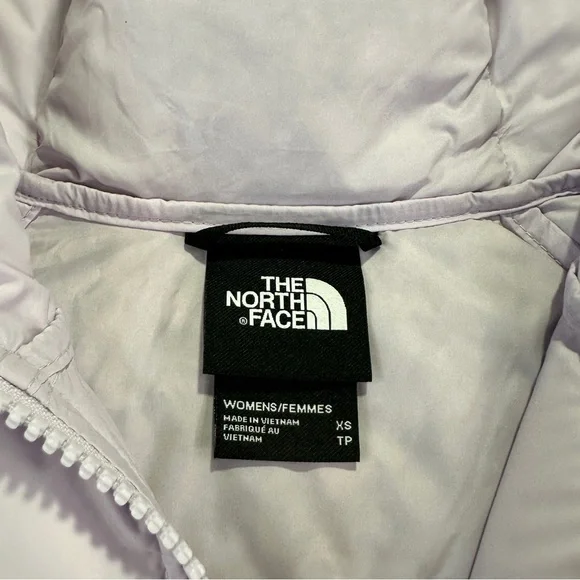 THE
NORTH
® FACE
WOMENS/FEMMES XS
MADE IN VIETNAM
FABRIQUÉ AU
VIETNAM TP